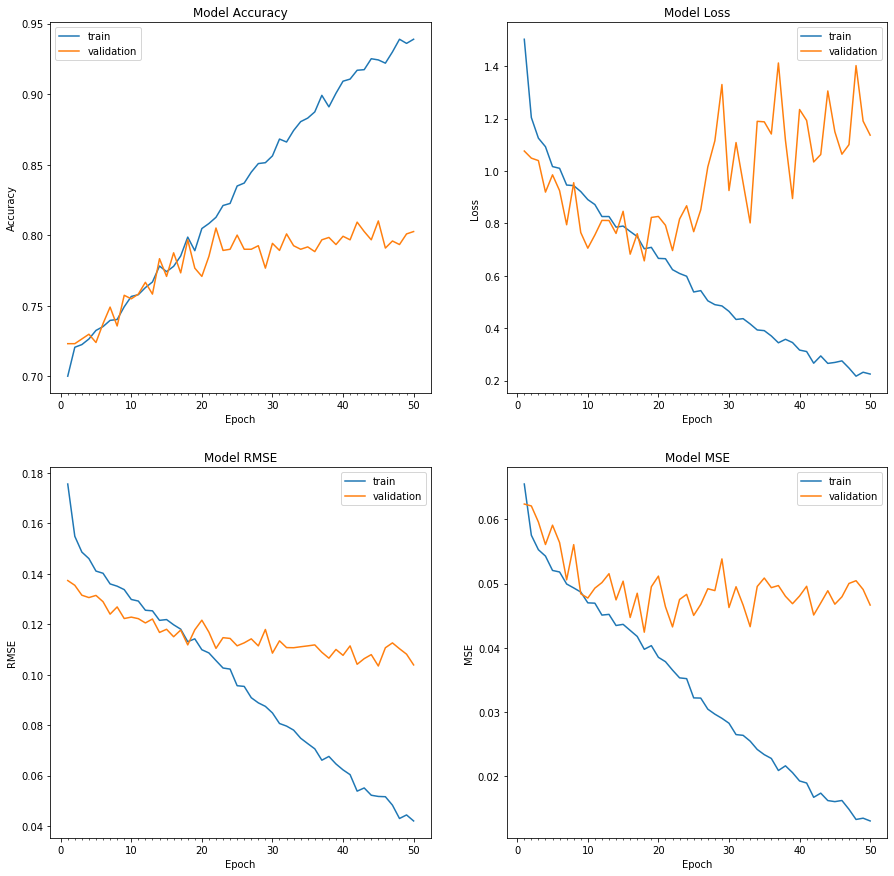 Model Accuracy
train
validation
0.95
0.90
0.85
0.80
0.75
0.70
Accuracy
0
10
20
30
40
50
Epoch
Model Loss
train
validation
1.4
1.2
1.0
0.8
0.6
0.4
0.2
Loss
0
10
20
30
40
50
Epoch
Model RMSE
train
validation
0.18
0.16
0.14
0.12
0.10
0.08
0.06
0.04
RMSE
0
10
20
30
40
50
Epoch
Model MSE
train
validation
0.06
0.05
0.04
0.03
0.02
MSE
0
10
20
30
40
50
Epoch